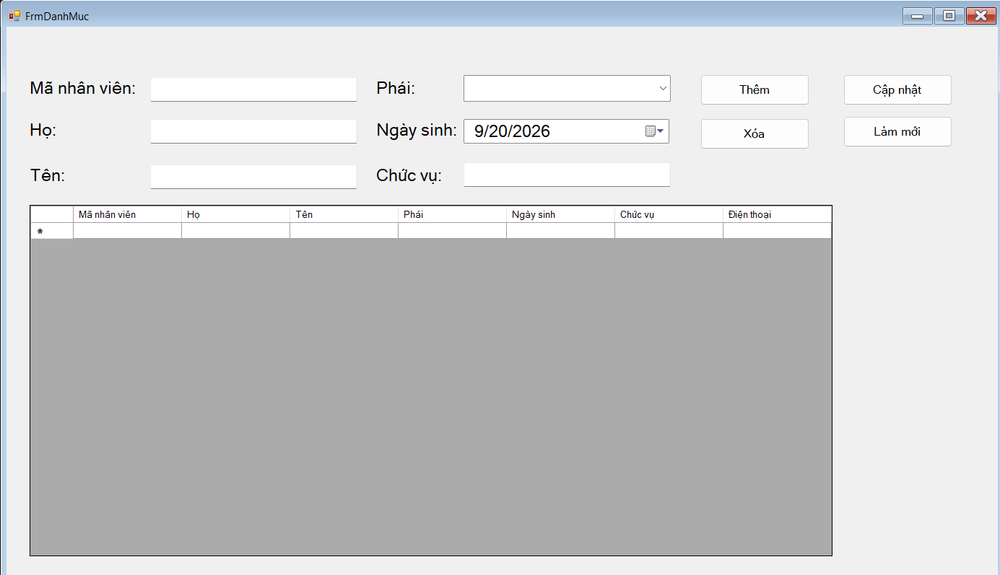 FrmDanhMuc
Mã nhân viên: Phái: Thêm Cập nhật
Họ: Ngày sinh: 9/20/2026 Xóa Làm mới
Tên: Chức vụ:
Mã nhân viên Họ Tên Phái Ngày sinh Chức vụ Điện thoại
*